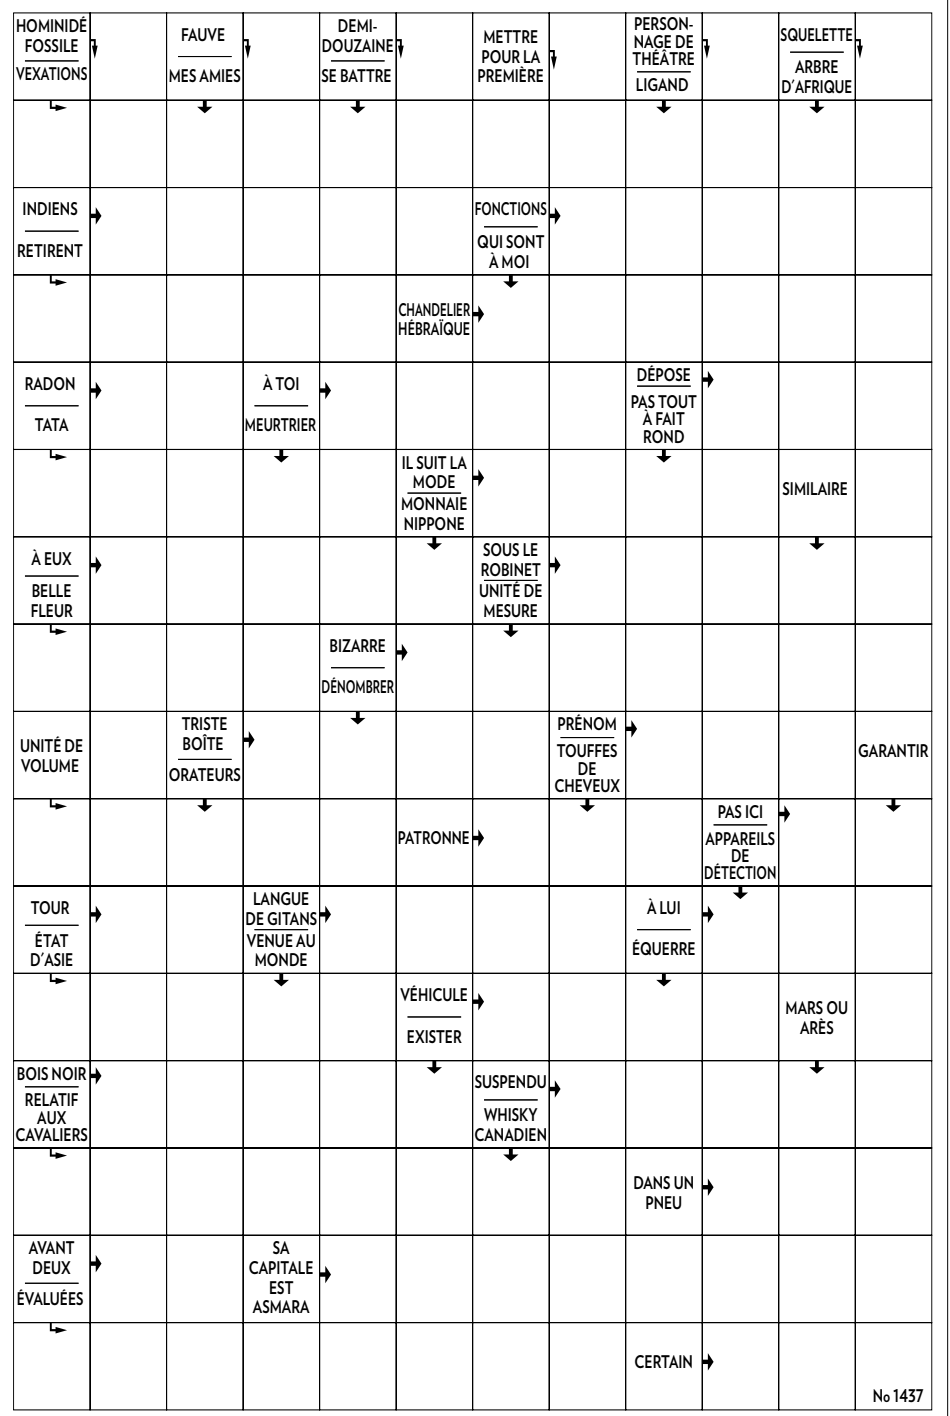 HOMINIDÉ
FOSSILE
VEXATIONS
FAUVE
MES AMIES
DEMI-
DOUZAINE
SE BATTRE
METTRE
POUR LA
PREMIÈRE
PERSON-
NAGE DE
THÉÂTRE
LIGAND
SQUELETTE
ARBRE
D'AFRIQUE
INDIENS
RETIRENT
FONCTIONS
QUI SONT
À MOI
CHANDELIER
HÉBRAÏQUE
RADON
TATA
À TOI
MEURTRIER
DÉPOSE
PAS TOUT
À FAIT
ROND
IL SUIT LA
MODE
MONNAIE
NIPPONE
SIMILAIRE
À EUX
BELLE
FLEUR
SOUS LE
ROBINET
UNITÉ DE
MESURE
BIZARRE
DÉNOMBRER
UNITÉ DE
VOLUME
TRISTE
BOÎTE
ORATEURS
PRÉNOM
TOUFFES
DE
CHEVEUX
GARANTIR
PATRONNE
PAS ICI
APPAREILS
DE
DÉTECTION
TOUR
ÉTAT
D'ASIE
LANGUE
DE GITANS
VENUE AU
MONDE
À LUI
ÉQUERRE
VÉHICULE
EXISTER
MARS OU
ARÈS
BOIS NOIR
RELATIF
AUX
CAVALIERS
SUSPENDU
WHISKY
CANADIEN
DANS UN
PNEU
AVANT
DEUX
ÉVALUÉES
SA
CAPITALE
EST
ASMARA
CERTAIN
No 1437